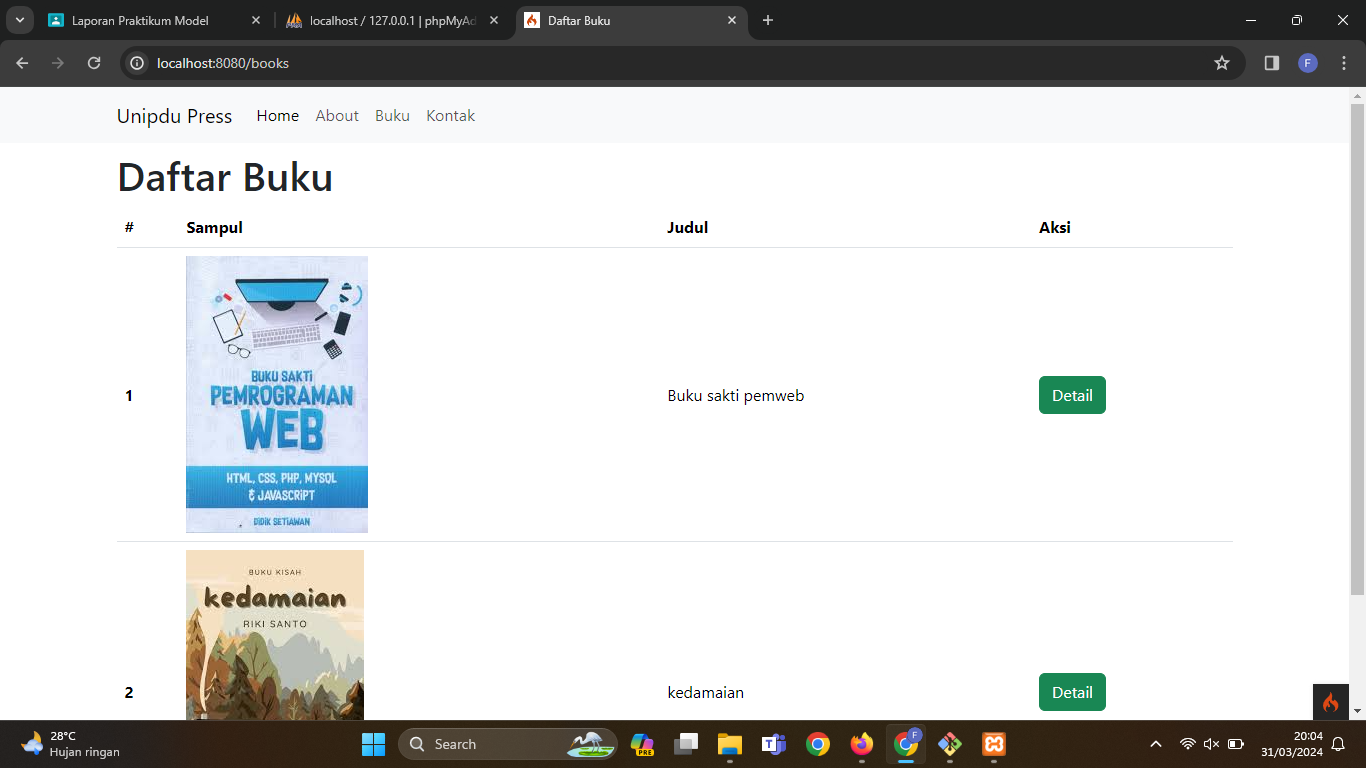 Laporan Praktikum Model
localhost / 127.0.0.1 | phpMyAd
Daftar Buku
localhost:8080/books
F
Unipdu Press Home About Buku Kontak
Daftar Buku
# Sampul Judul Aksi
BUKU SAKTI
PEMROGRAMAN
WEB
HTML, CSS, PHP, MYSQL
& JAVASCRIPT
DIDIK SETIAWAN
1 Buku sakti pemweb Detail
BUKU KISAH
kedamaian
RIKI SANTO
2 kedamaian Detail
28°C
Hujan ringan
Search
PRE
F
20:04
31/03/2024